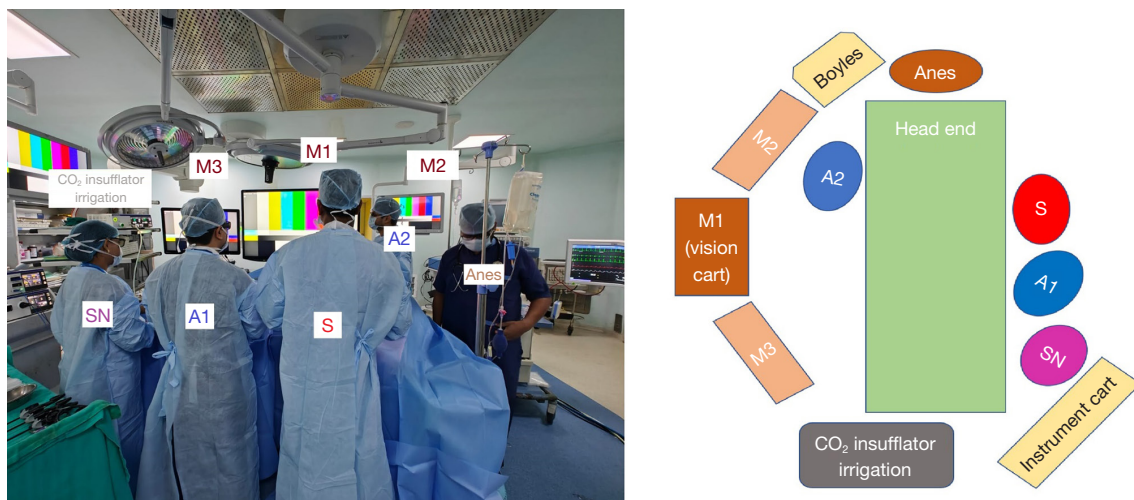 M1
M3
M2
CO₂ insufflator
irrigation
A2
Anes
SN
A1
S
Boyles
Anes
M2
Head end
A2
S
M1
(vision
cart)
A1
M3
SN
Instrument cart
CO₂ insufflator
irrigation